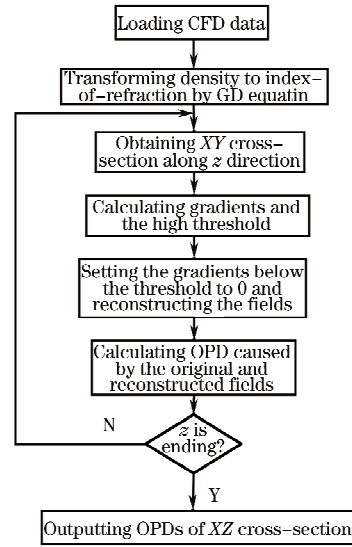 Loading CFD data
Transforming density to index-
of-refraction by GD equatin
Obtaining XY cross-
section along z direction
Calculating gradients and
the high threshold
Setting the gradients below
the threshold to 0 and
reconstructing the fields
Calculating OPD caused
by the original and
reconstructed fields
N
z is
ending?
Y
Outputting OPDs of XZ cross-section